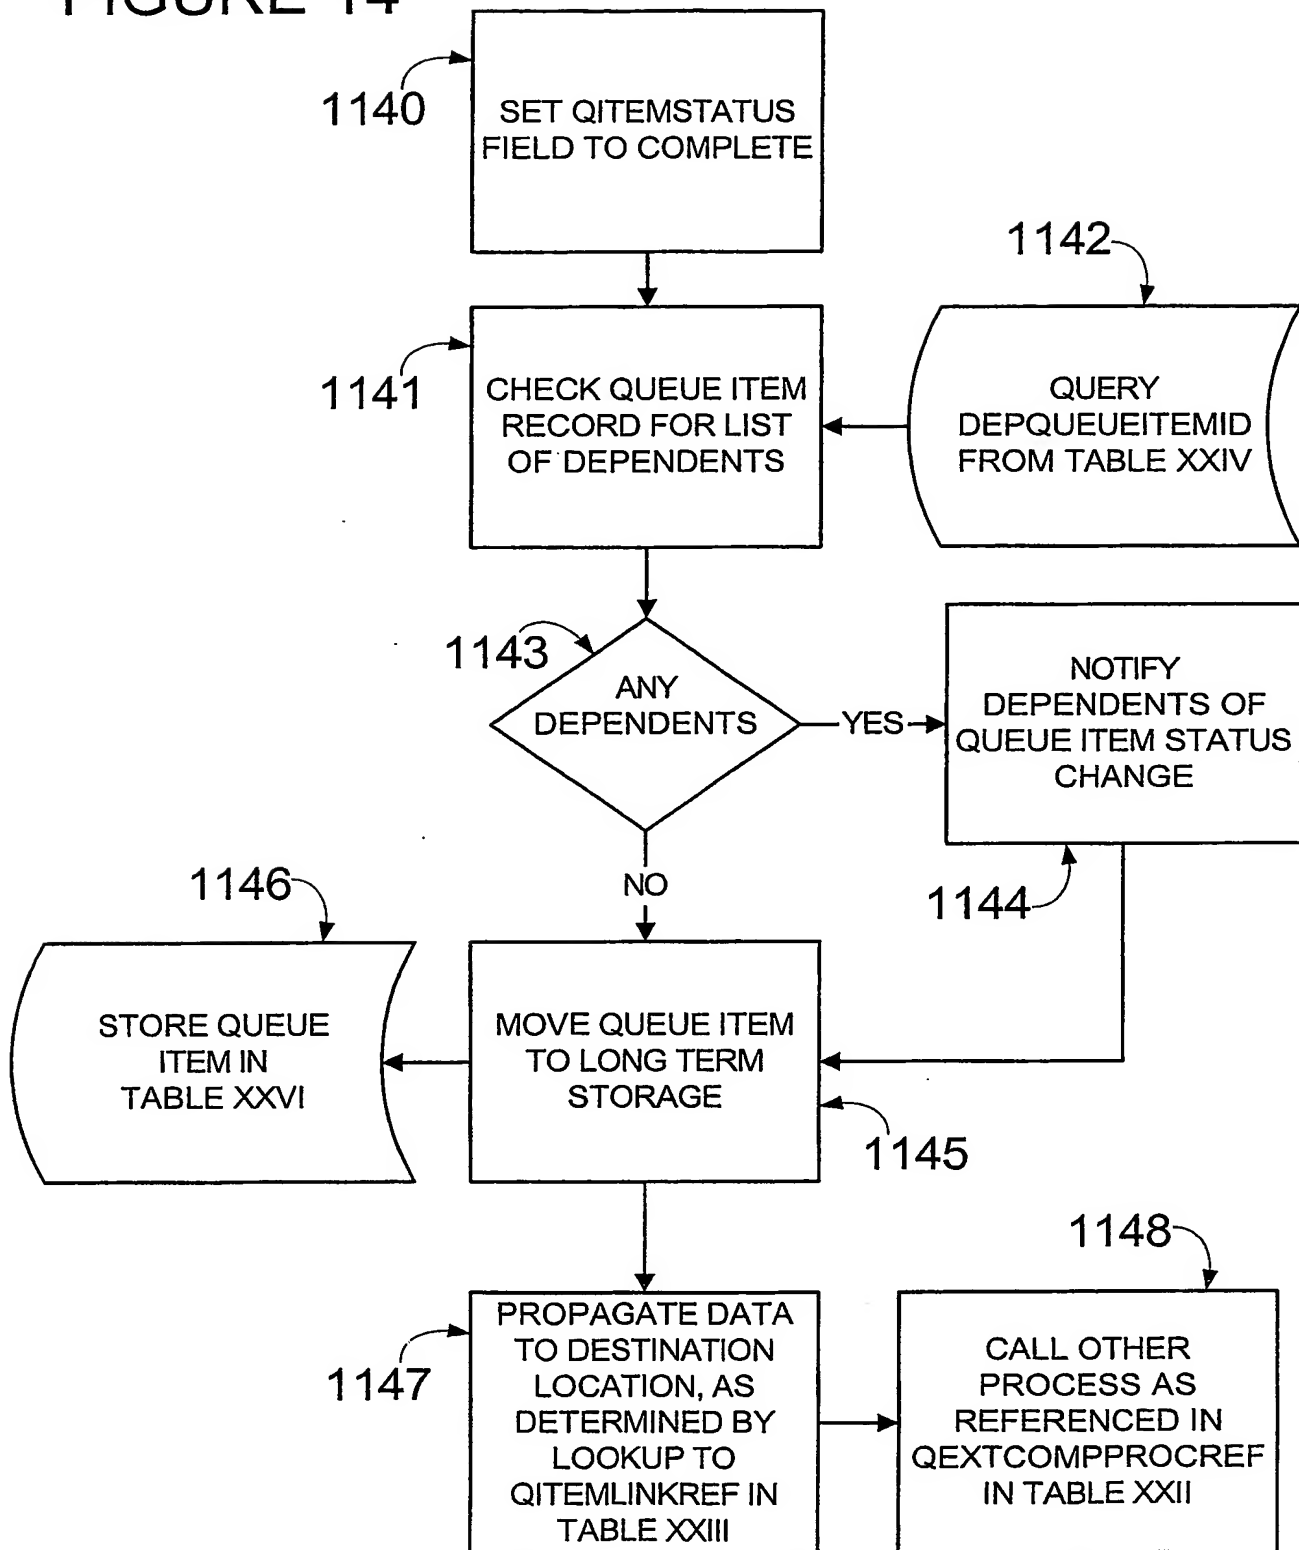 FIGURE 14
1140
SET QITEMSTATUS
FIELD TO COMPLETE
1142
1141
CHECK QUEUE ITEM
RECORD FOR LIST
OF DEPENDENTS
QUERY
DEPQUEUEITEMID
FROM TABLE XXIV
1143
ANY
DEPENDENTS
YES
NOTIFY
DEPENDENTS OF
QUEUE ITEM STATUS
CHANGE
1144
NO
1146
STORE QUEUE
ITEM IN
TABLE XXVI
MOVE QUEUE ITEM
TO LONG TERM
STORAGE
1145
1148
1147
PROPAGATE DATA
TO DESTINATION
LOCATION, AS
DETERMINED BY
LOOKUP TO
QITEMLINKREF IN
TABLE XXIII
CALL OTHER
PROCESS AS
REFERENCED IN
QEXTCOMPPROCREF
IN TABLE XXII